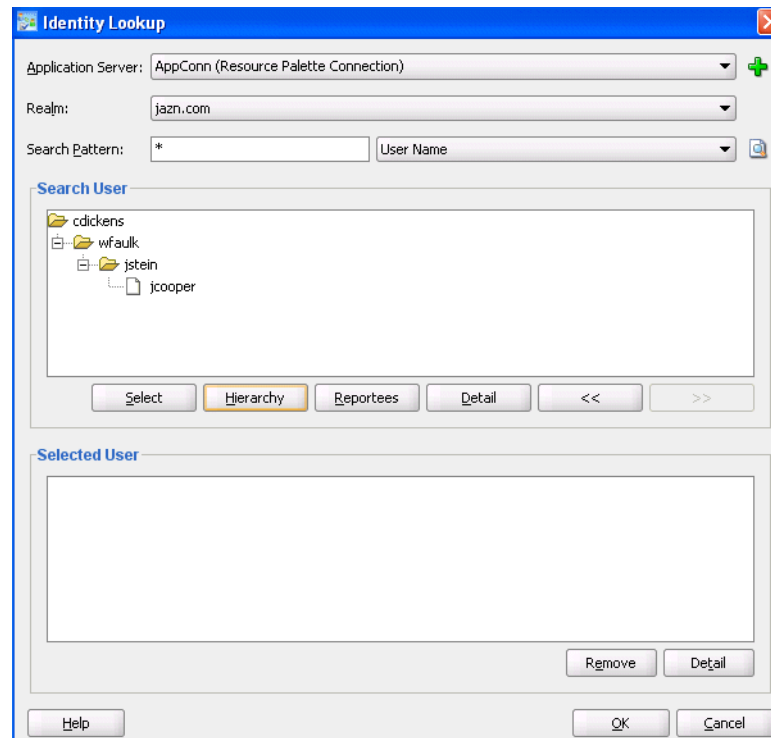 Identity Lookup
Application Server: AppConn (Resource Palette Connection)
Realm: jazn.com
Search Pattern: * User Name
Search User
cdickens
wfaulk
jstein
jcooper
Select Hierarchy Reportees Detail << >>
Selected User
Remove Detail
Help OK Cancel